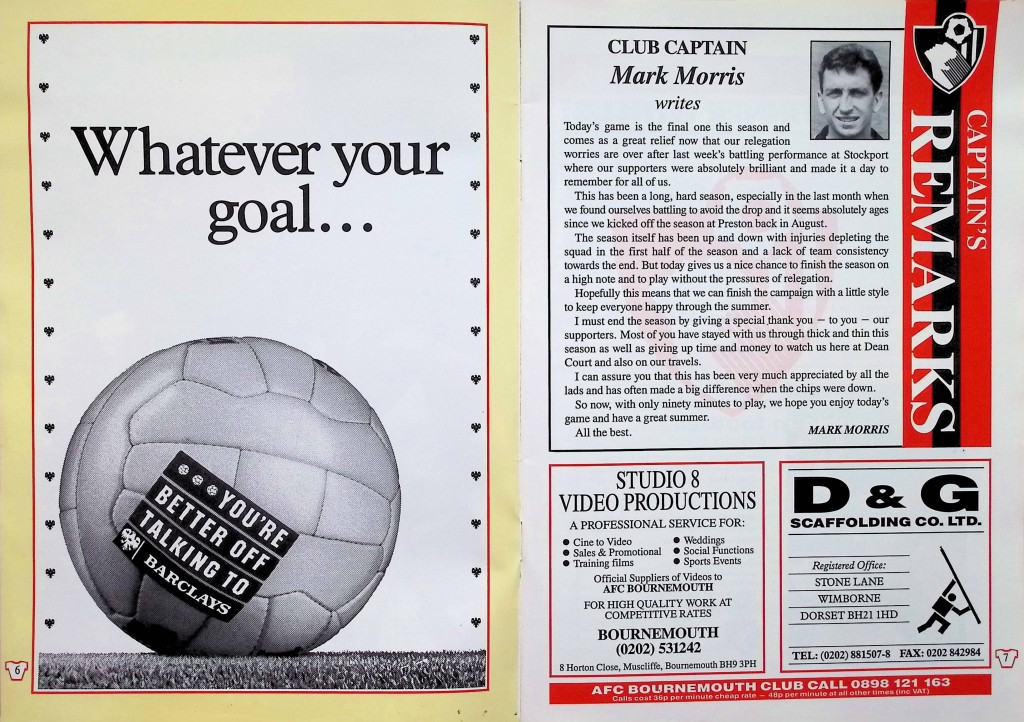 Whatever your
goal…
YOU'RE
BETTER OFF
TALKING TO
BARCLAYS
6
CLUB CAPTAIN
Mark Morris
writes
Today's game is the final one this season and
comes as a great relief now that our relegation
worries are over after last week's battling performance at Stockport
where our supporters were absolutely brilliant and made it a day to
remember for all of us.
This has been a long, hard season, especially in the last month when
we found ourselves battling to avoid the drop and it seems absolutely ages
since we kicked off the season at Preston back in August.
The season itself has been up and down with injuries depleting the
squad in the first half of the season and a lack of team consistency
towards the end. But today gives us a nice chance to finish the season on
a high note and to play without the pressures of relegation.
Hopefully this means that we can finish the campaign with a little style
to keep everyone happy through the summer.
I must end the season by giving a special thank you – to you – our
supporters. Most of you have stayed with us through thick and thin this
season as well as giving up time and money to watch us here at Dean
Court and also on our travels.
I can assure you that this has been very much appreciated by all the
lads and has often made a big difference when the chips were down.
So now, with only ninety minutes to play, we hope you enjoy today's
game and have a great summer.
All the best.
MARK MORRIS
CAPTAIN'S
REMARKS
STUDIO 8
VIDEO PRODUCTIONS
A PROFESSIONAL SERVICE FOR:
● Cine to Video
● Sales & Promotional
● Training films
● Weddings
● Social Functions
● Sports Events
Official Suppliers of Videos to
AFC BOURNEMOUTH
FOR HIGH QUALITY WORK AT
COMPETITIVE RATES
BOURNEMOUTH
(0202) 531242
8 Horton Close, Muscliffe, Bournemouth BH9 3PH
D & G
SCAFFOLDING CO. LTD.
Registered Office:
STONE LANE
WIMBORNE
DORSET BH21 1HD
TEL: (0202) 881507-8 FAX: 0202 842984
7
AFC BOURNEMOUTH CLUB CALL 0898 121 163
Calls cost 36p per minute cheap rate – 48p per minute at all other times (inc VAT)